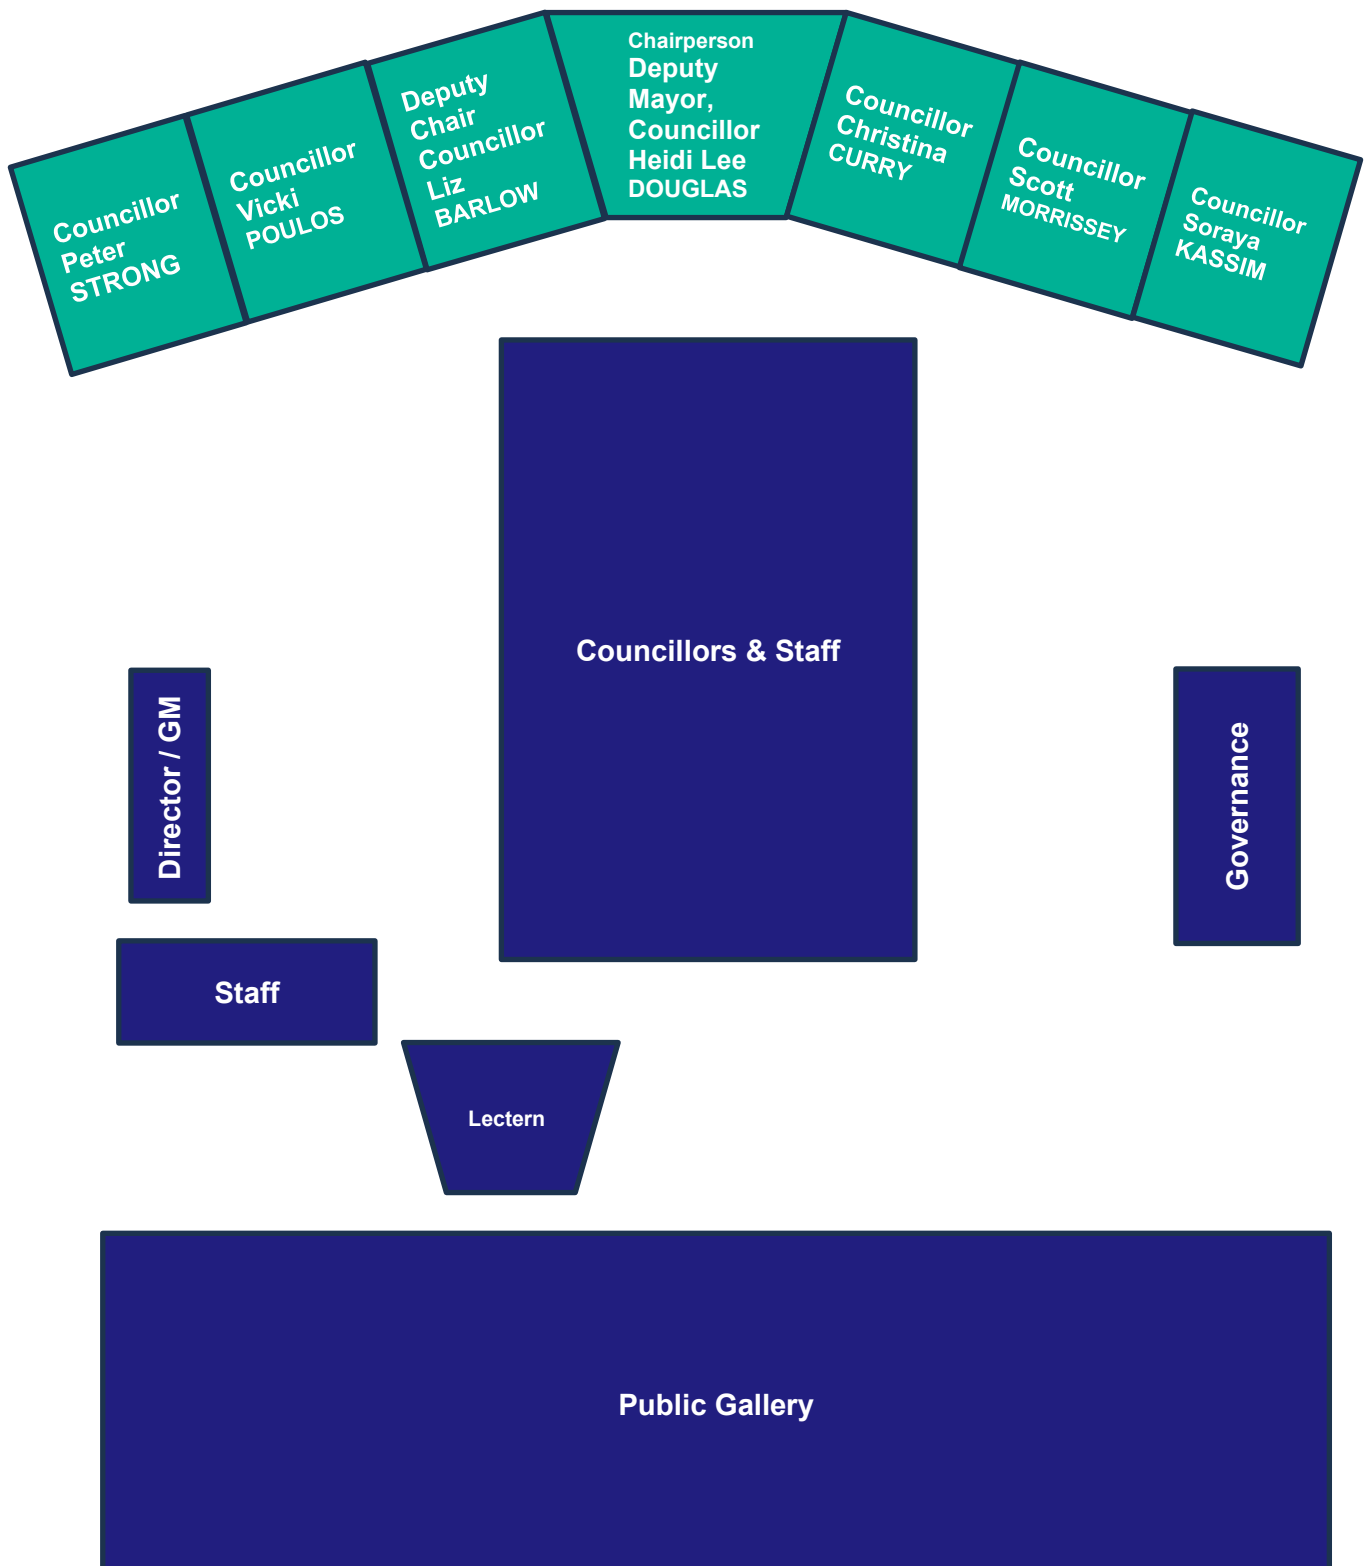 Councillor
Peter
STRONG
Councillor
Vicki
POULOS
Deputy
Chair
Councillor
Liz
BARLOW
Chairperson
Deputy
Mayor,
Councillor
Heidi Lee
DOUGLAS
Councillor
Christina
CURRY
Councillor
Scott
MORRISSEY
Councillor
Soraya
KASSIM
Councillors & Staff
Director / GM
Governance
Staff
Lectern
Public Gallery